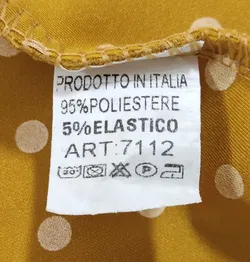 PRODOTTO IN ITALIA
95%POLIESTERE
5%ELASTICO
ART:7112